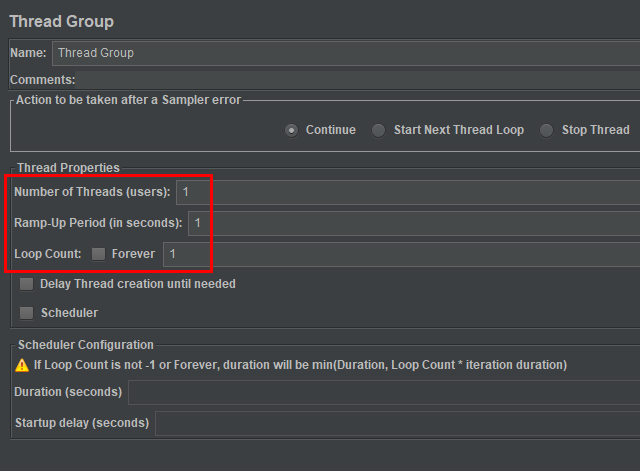 Thread Group
Name: Thread Group
Comments:
Action to be taken after a Sampler error
Continue Start Next Thread Loop Stop Thread
Thread Properties
Number of Threads (users): 1
Ramp-Up Period (in seconds): 1
Loop Count: Forever 1
Delay Thread creation until needed
Scheduler
Scheduler Configuration
If Loop Count is not -1 or Forever, duration will be min(Duration, Loop Count * iteration duration)
Duration (seconds)
Startup delay (seconds)